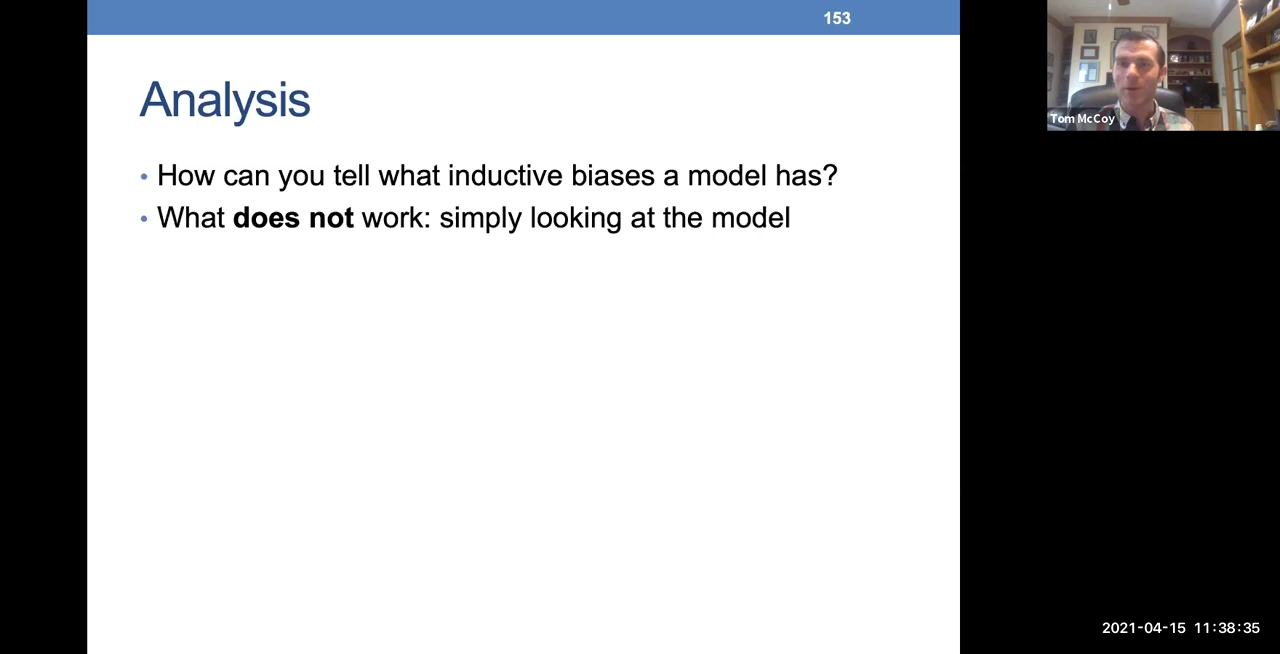 153
Tom McCoy
Analysis
• How can you tell what inductive biases a model has?
• What does not work: simply looking at the model
2021-04-15 11:38:35